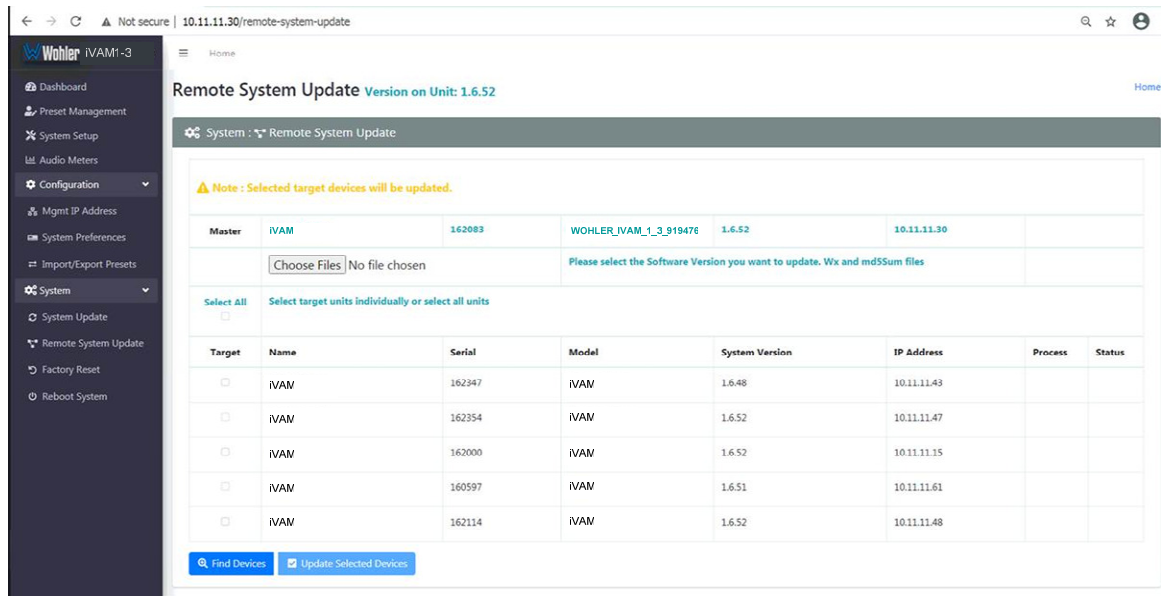 Not secure | 10.11.11.30/remote-system-update
Wohler iVAM1-3
Home
Dashboard
Preset Management
System Setup
Audio Meters
Configuration
Mgmt IP Address
System Preferences
Import/Export Presets
System
System Update
Remote System Update
Factory Reset
Reboot System
Remote System Update Version on Unit: 1.6.52
Home
System : Remote System Update
Note : Selected target devices will be updated.
Master iVAM 162083 WOHLER_IVAM_1_3_919476 1.6.52 10.11.11.30
Choose Files No file chosen Please select the Software Version you want to update. Wx and md5Sum files
Select All Select target units individually or select all units
Target Name Serial Model System Version IP Address Process Status
iVAM 162347 iVAM 1.6.48 10.11.11.43
iVAM 162354 iVAM 1.6.52 10.11.11.47
iVAM 162000 iVAM 1.6.52 10.11.11.15
iVAM 160597 iVAM 1.6.51 10.11.11.61
iVAM 162114 iVAM 1.6.52 10.11.11.48
Find Devices Update Selected Devices